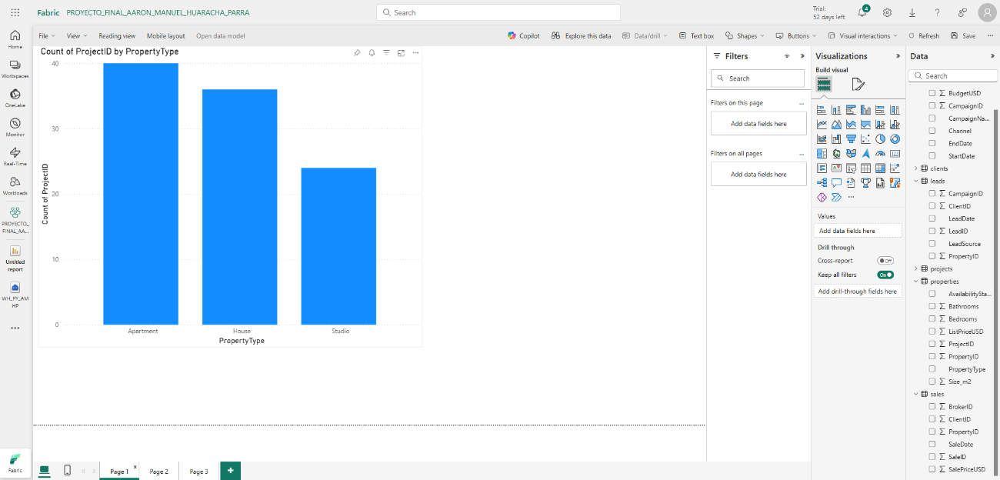 Fabric PROYECTO_FINAL_AARON_MANUEL_HUARACHA_PARRA
Search
Trial:
52 days left
4
File View Reading view Mobile layout Open data model
Copilot Explore this data Data/drill Text box Shapes Buttons Visual interactions Refresh Save
Home
Workspaces
OneLake
Monitor
Real-Time
Workloads
PROYECTO_
FINAL_AA...
Untitled
report
WH_PY_AM
HP
Fabric
Count of ProjectID by PropertyType
40
30
20
10
0
Count of ProjectID
Apartment House Studio
PropertyType
Page 1 Page 2 Page 3
Filters
Search
Filters on this page
Add data fields here
Filters on all pages
Add data fields here
Visualizations
Build visual
123
Values
Add data fields here
Drill through
Cross-report Off
Keep all filters On
Add drill-through fields here
Data
Search
BudgetUSD
CampaignID
CampaignNa...
Channel
EndDate
StartDate
clients
leads
CampaignID
ClientID
LeadDate
LeadID
LeadSource
PropertyID
projects
properties
AvailabilitySta...
Bathrooms
Bedrooms
ListPriceUSD
ProjectID
PropertyID
PropertyType
Size_m2
sales
BrokerID
ClientID
PropertyID
SaleDate
SaleID
SalePriceUSD